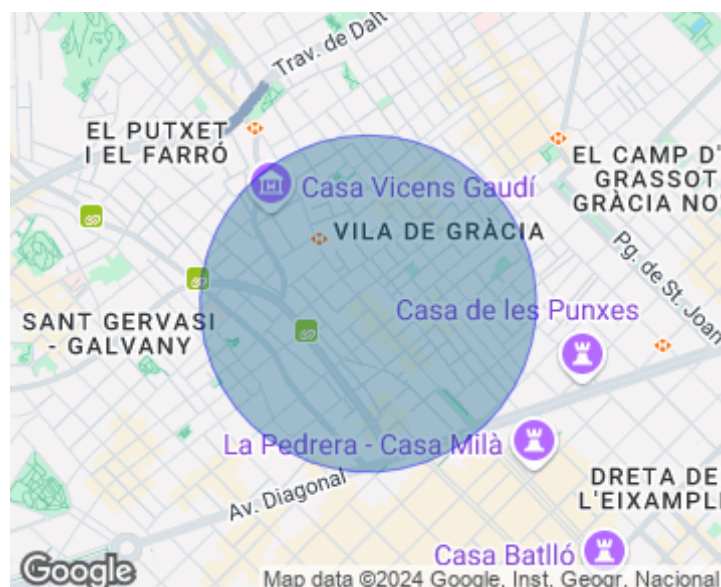 Trav. de Dalt
EL PUTXET
I EL FARRÓ
EL CAMP D'
GRASSOT
GRÀCIA NO
Casa Vicens Gaudí
VILA DE GRÀCIA
Pg. de St. Joan
Casa de les Punxes
SANT GERVASI
- GALVANY
La Pedrera - Casa Milà
Av. Diagonal
DRETA DE
L'EIXAMPL
Casa Batlló
Google
Map data ©2024 Google, Inst. Geogr. Nacional